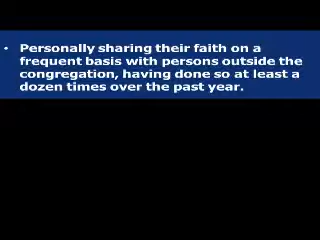 • Personally sharing their faith on a
frequent basis with persons outside the
congregation, having done so at least a
dozen times over the past year.